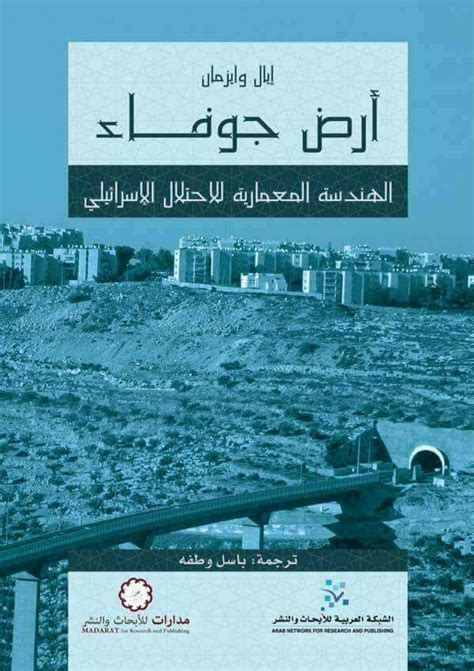 إيال وايزمان
أرض جوفاء
الهندسة المعمارية للاحتلال الإسرائيلي
ترجمة: باسل وطفه
مدارات للأبحاث والنشر
MADARAT for Research and Publishing
الشبكة العربية للأبحاث والنشر
ARAB NETWORK FOR RESEARCH AND PUBLISHING